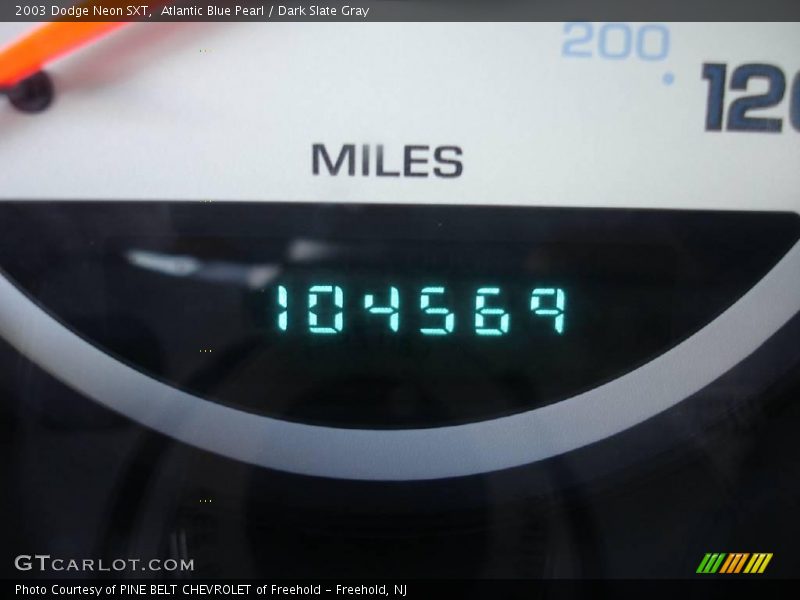 2003 Dodge Neon SXT,  Atlantic Blue Pearl / Dark Slate Gray
200
120
MILES
104569
GTCARLOT.COM
Photo Courtesy of PINE BELT CHEVROLET of Freehold - Freehold, NJ